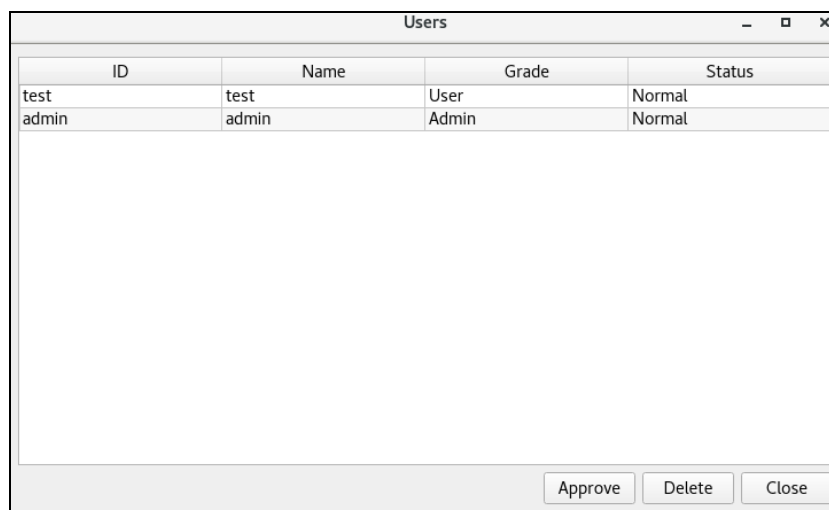 Users
ID Name Grade Status
test test User Normal
admin admin Admin Normal
Approve Delete Close